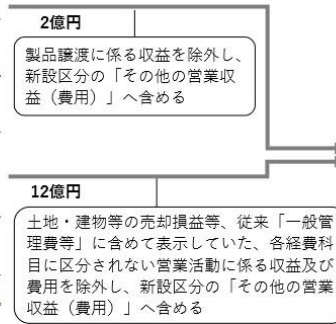 2億円
製品譲渡に係る収益を除外し、
新設区分の「その他の営業収
益（費用）」へ含める
12億円
土地・建物等の売却損益等、従来「一般管
理費等」に含めて表示していた、各経費科
目に区分されない営業活動に係る収益及び
費用を除外し、新設区分の「その他の営業
収益（費用）」へ含める